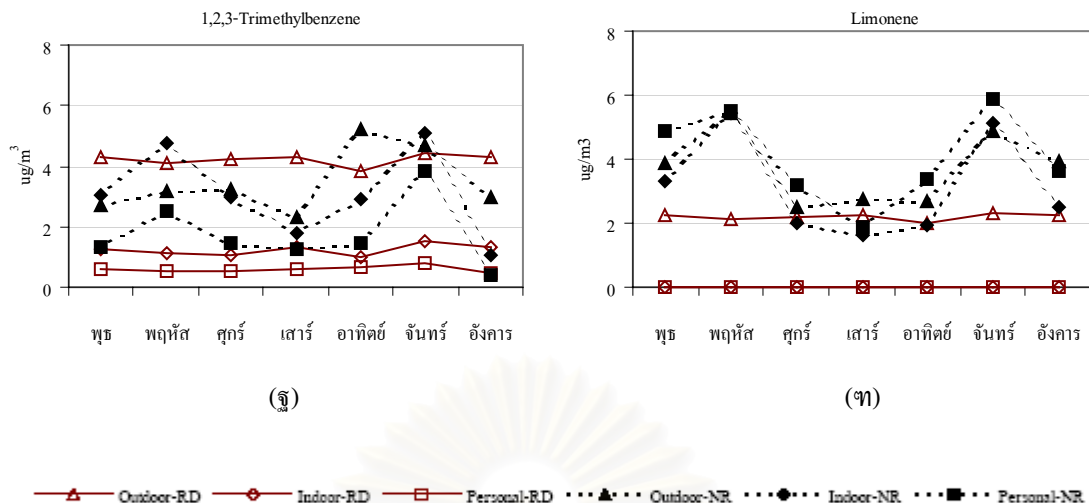 1,2,3-Trimethylbenzene
8
6
4
2
0
ug/m³
พุธ พฤหัส ศุกร์ เสาร์ อาทิตย์ จันทร์ อังคาร
(ฐ)
Limonene
8
6
4
2
0
ug/m3
พุธ พฤหัส ศุกร์ เสาร์ อาทิตย์ จันทร์ อังคาร
(ฑ)
Outdoor-RD Indoor-RD Personal-RD Outdoor-NR Indoor-NR Personal-NR